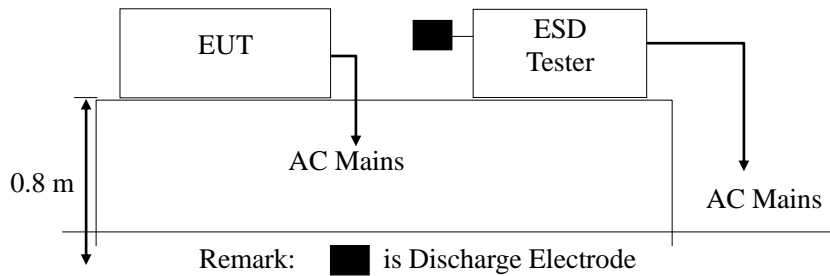 EUT
ESD
Tester
AC Mains
0.8 m
AC Mains
Remark: is Discharge Electrode